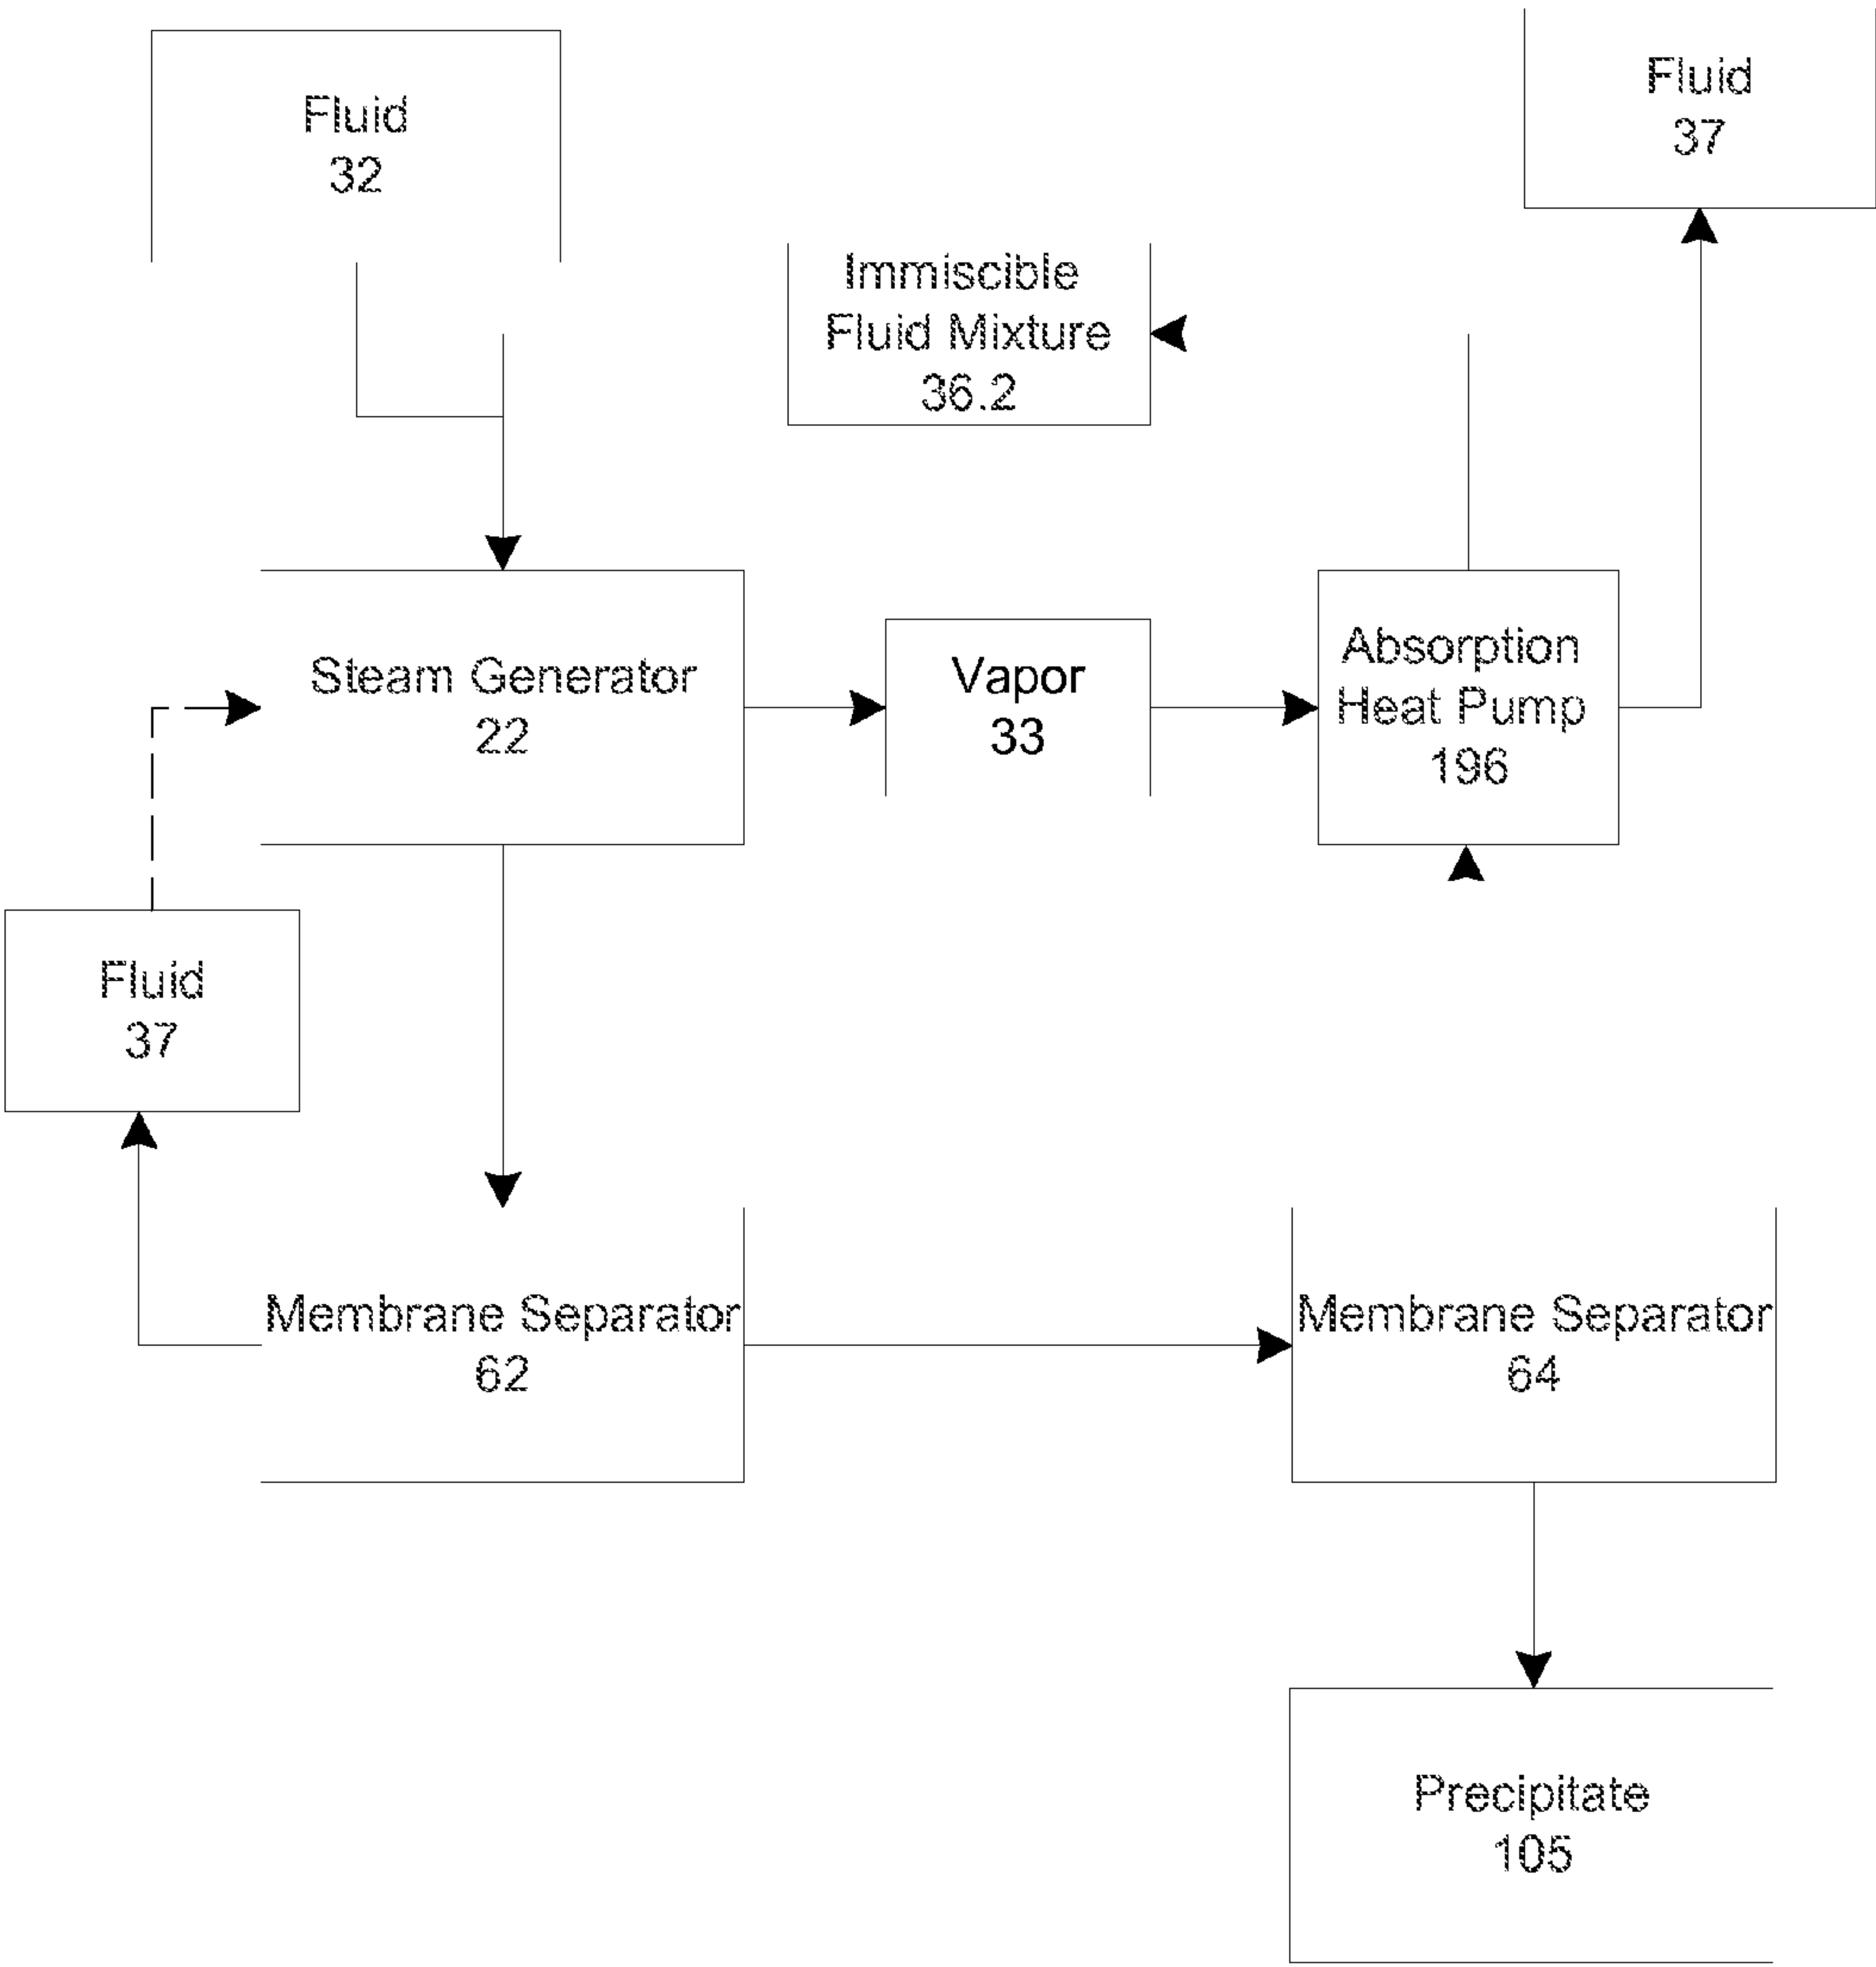 Fluid
32
Fluid
37
Immiscible
Fluid Mixture
36.2
Steam Generator
22
Vapor
33
Absorption
Heat Pump
196
Fluid
37
Membrane Separator
62
Membrane Separator
64
Precipitate
105